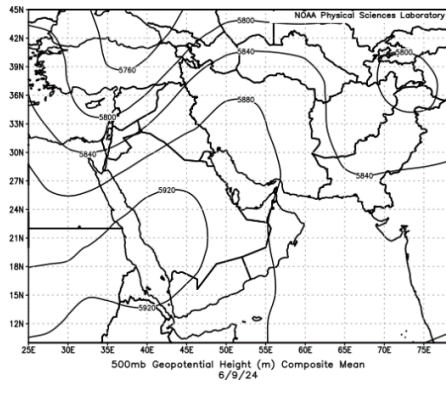 NOAA Physical Sciences Laboratory
45N
42N
39N
36N
33N
30N
27N
24N
21N
18N
15N
12N
5800
5840
5800
5760
5880
5800
5840
5840
5920
5920
25E 30E 35E 40E 45E 50E 55E 60E 65E 70E 75E
500mb Geopotential Height (m) Composite Mean
6/9/24